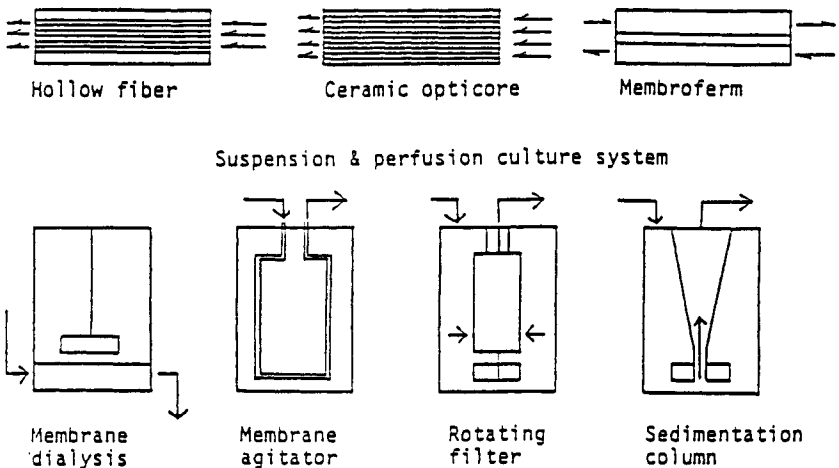 Hollow fiber
Ceramic opticore
Membroferm
Suspension & perfusion culture system
Membrane
dialysis
Membrane
agitator
Rotating
filter
Sedimentation
column